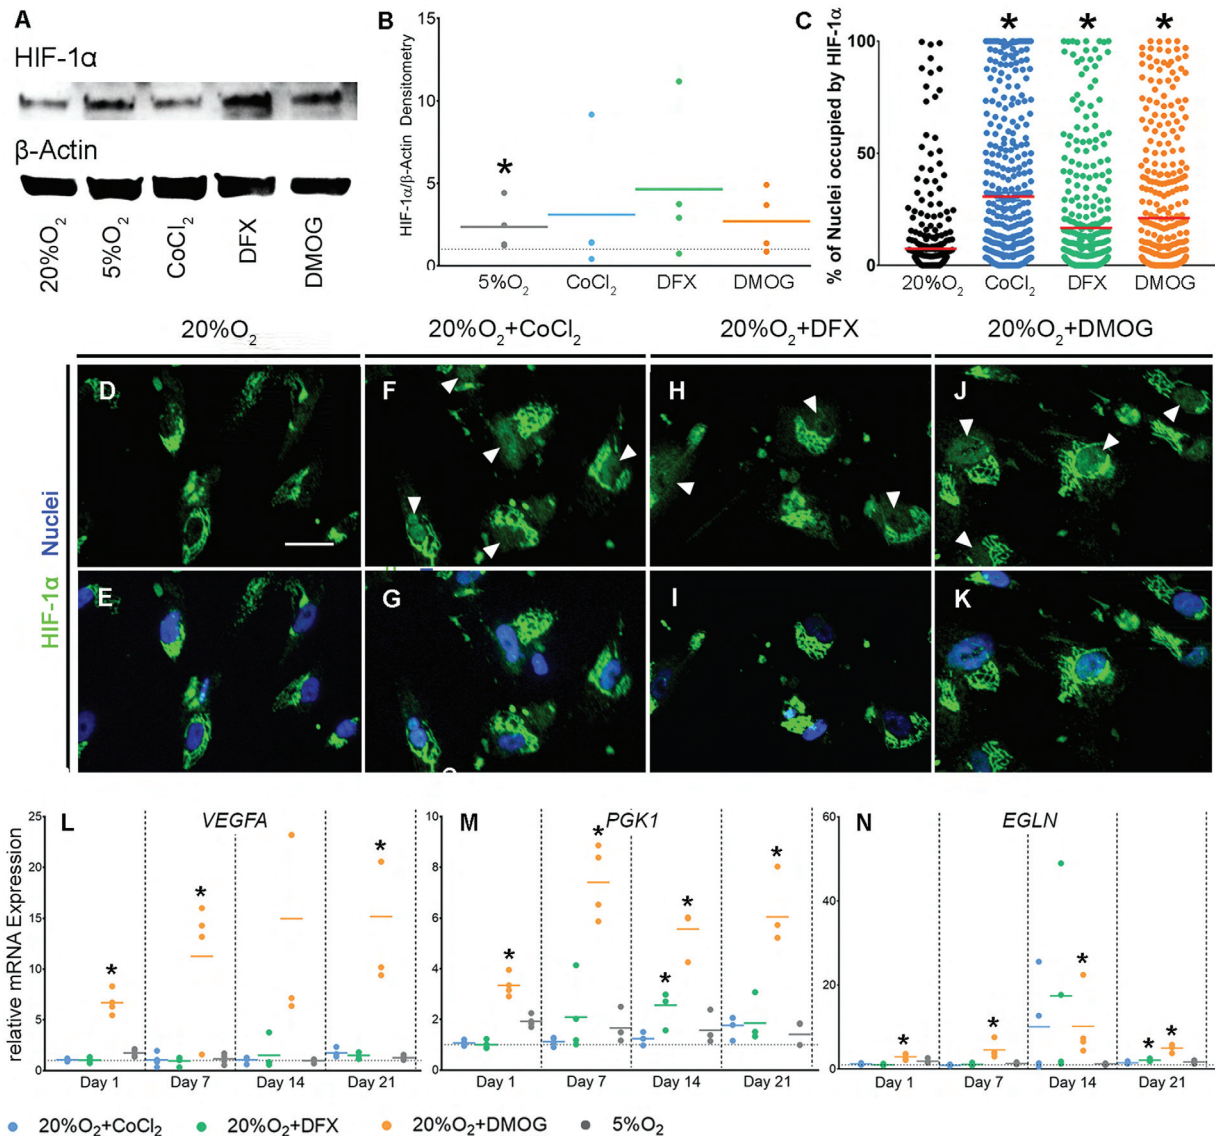 A
HIF-1α
β-Actin
20%O₂
5%O₂
CoCl₂
DFX
DMOG
B
HIF-1α/β-Actin Densitometry
15
10
5
0
*
5%O₂ CoCl₂ DFX DMOG
C
% of Nuclei occupied by HIF-1α
100
50
0
* * *
20%O₂ CoCl₂ DFX DMOG
20%O₂ 20%O₂+CoCl₂ 20%O₂+DFX 20%O₂+DMOG
HIF-1α Nuclei
D F H J
E G I K
L VEGFA
relative mRNA Expression
25
20
15
10
5
0
* * *
Day 1 Day 7 Day 14 Day 21
M PGK1
10
8
6
4
2
0
* * * * *
Day 1 Day 7 Day 14 Day 21
N EGLN
60
40
20
0
* * * * *
Day 1 Day 7 Day 14 Day 21
20%O₂+CoCl₂ 20%O₂+DFX 20%O₂+DMOG 5%O₂